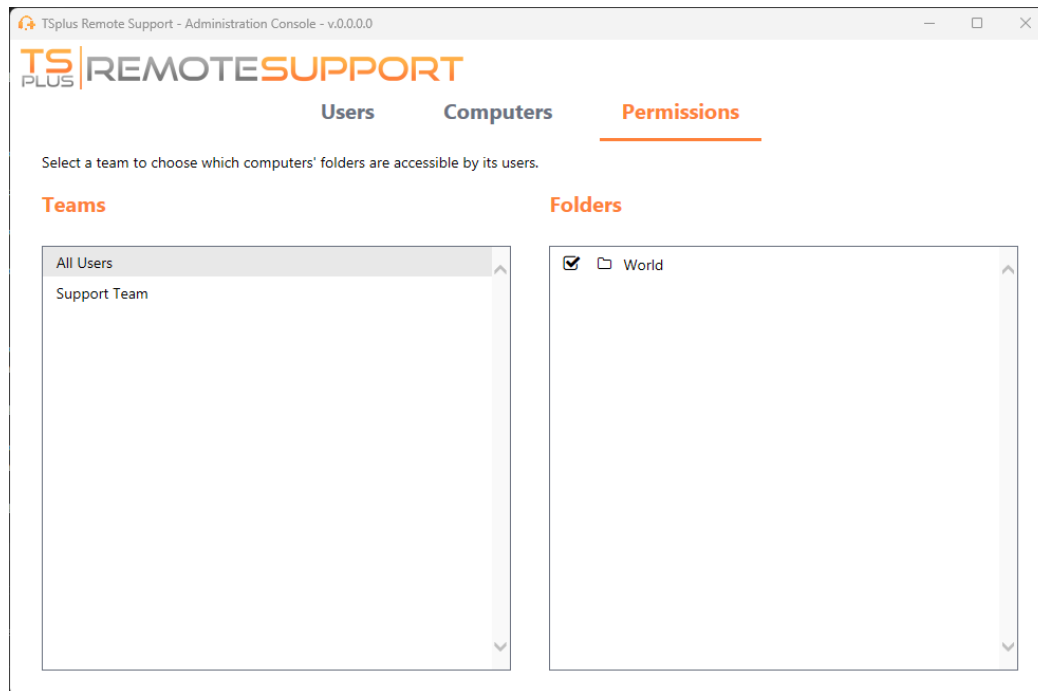 TSplus Remote Support - Administration Console - v.0.0.0.0
TS PLUS REMOTESUPPORT
Users Computers Permissions
Select a team to choose which computers' folders are accessible by its users.
Teams Folders
All Users World
Support Team